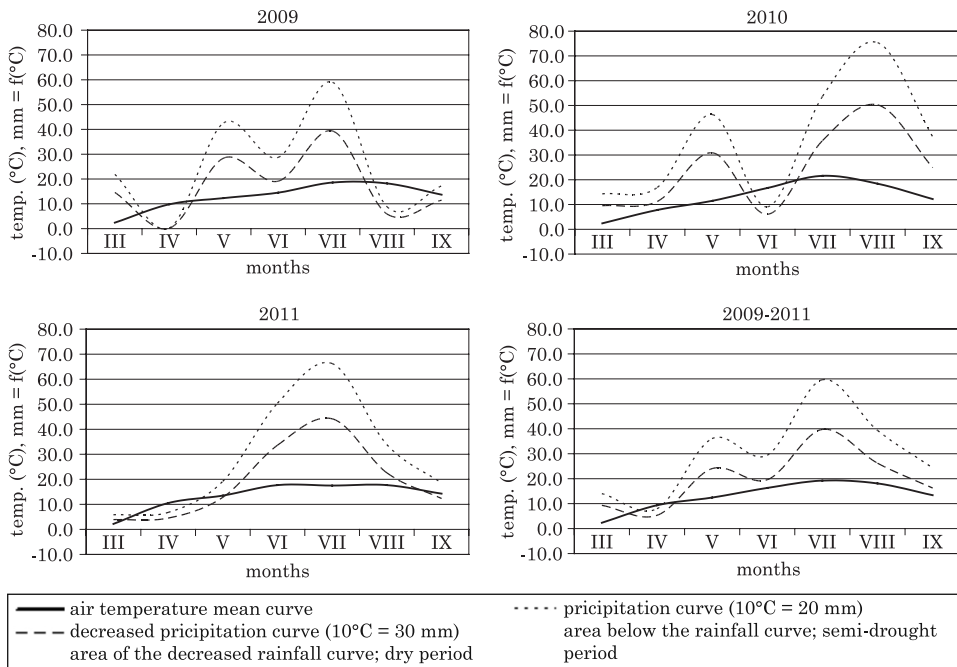 2009
80.0
70.0
60.0
50.0
40.0
30.0
20.0
10.0
0.0
-10.0
temp. (°C), mm = f(°C)
III IV V VI VII VIII IX
months
2010
80.0
70.0
60.0
50.0
40.0
30.0
20.0
10.0
0.0
-10.0
temp. (°C), mm = f(°C)
III IV V VI VII VIII IX
months
2011
80.0
70.0
60.0
50.0
40.0
30.0
20.0
10.0
0.0
-10.0
temp. (°C), mm = f(°C)
III IV V VI VII VIII IX
months
2009-2011
80.0
70.0
60.0
50.0
40.0
30.0
20.0
10.0
0.0
-10.0
temp. (°C), mm = f(°C)
III IV V VI VII VIII IX
months
air temperature mean curve
decreased pricipitation curve (10°C = 30 mm)
area of the decreased rainfall curve; dry period
pricipitation curve (10°C = 20 mm)
area below the rainfall curve; semi-drought
period